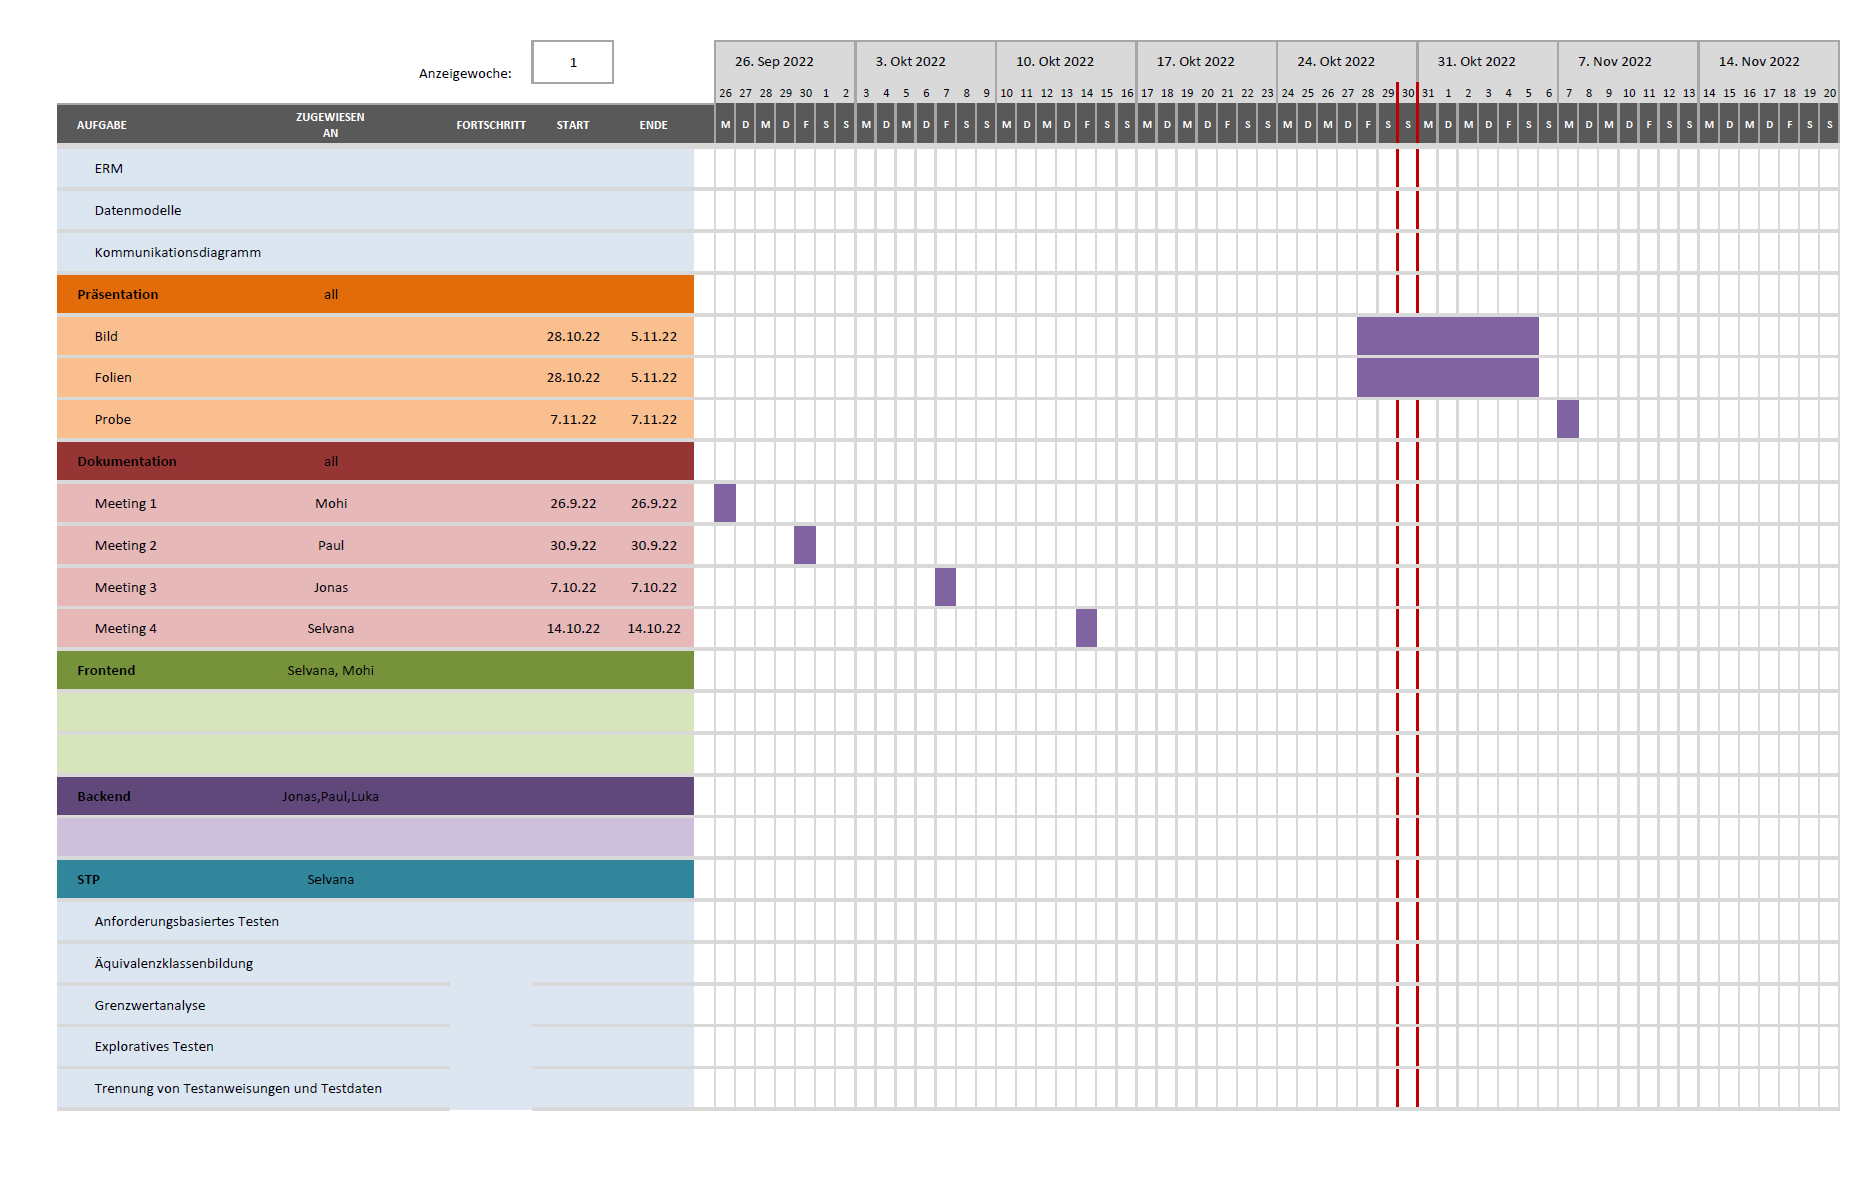 Anzeigewoche: 1
26. Sep 2022 3. Okt 2022 10. Okt 2022 17. Okt 2022 24. Okt 2022 31. Okt 2022 7. Nov 2022 14. Nov 2022
26 27 28 29 30 1 2 3 4 5 6 7 8 9 10 11 12 13 14 15 16 17 18 19 20 21 22 23 24 25 26 27 28 29 30 31 1 2 3 4 5 6 7 8 9 10 11 12 13 14 15 16 17 18 19 20
AUFGABE ZUGEWIESEN AN FORTSCHRITT START ENDE M D M D F S S M D M D F S S M D M D F S S M D M D F S S M D M D F S S M D M D F S S M D M D F S S M D M D F S S
ERM
Datenmodelle
Kommunikationsdiagramm
Präsentation all
Bild 28.10.22 5.11.22
Folien 28.10.22 5.11.22
Probe 7.11.22 7.11.22
Dokumentation all
Meeting 1 Mohi 26.9.22 26.9.22
Meeting 2 Paul 30.9.22 30.9.22
Meeting 3 Jonas 7.10.22 7.10.22
Meeting 4 Selvana 14.10.22 14.10.22
Frontend Selvana, Mohi
Backend Jonas,Paul,Luka
STP Selvana
Anforderungsbasiertes Testen
Äquivalenzklassenbildung
Grenzwertanalyse
Exploratives Testen
Trennung von Testanweisungen und Testdaten